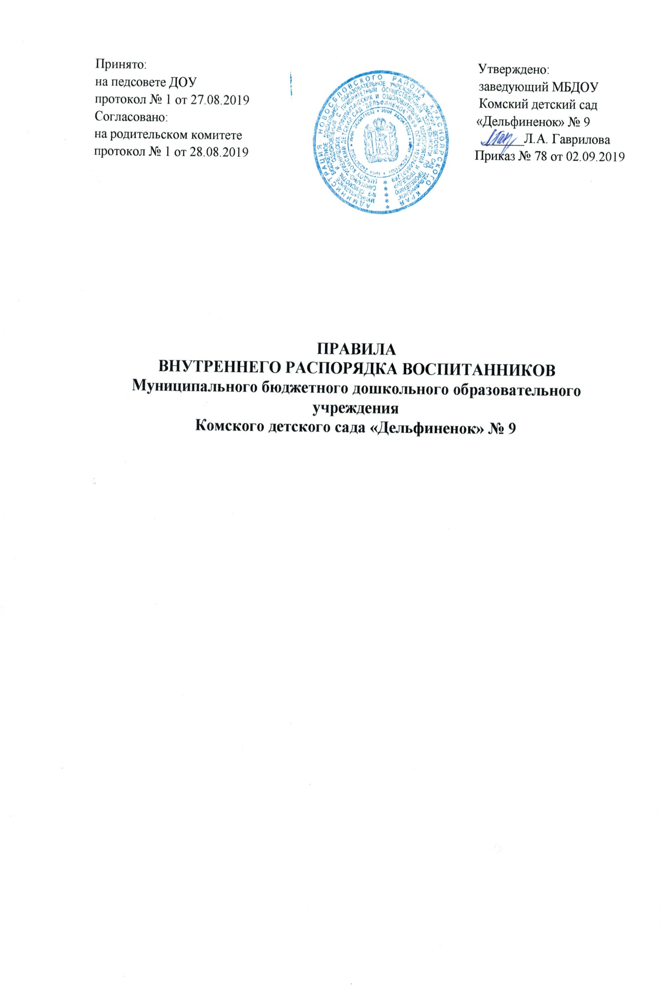 Принято:
на педсовете ДОУ
протокол № 1 от 27.08.2019
Согласовано:
на родительском комитете
протокол № 1 от 28.08.2019
АДМИНИСТРАЦИЯ НОВОСЕЛОВСКОГО РАЙОНА КРАСНОЯРСКОГО КРАЯ
Утверждено:
заведующий МБДОУ
Комский детский сад
«Дельфиненок» № 9
Л.А. Гаврилова
Приказ № 78 от 02.09.2019
ПРАВИЛА
ВНУТРЕННЕГО РАСПОРЯДКА ВОСПИТАННИКОВ
Муниципального бюджетного дошкольного образовательного
учреждения
Комского детского сада «Дельфиненок» № 9